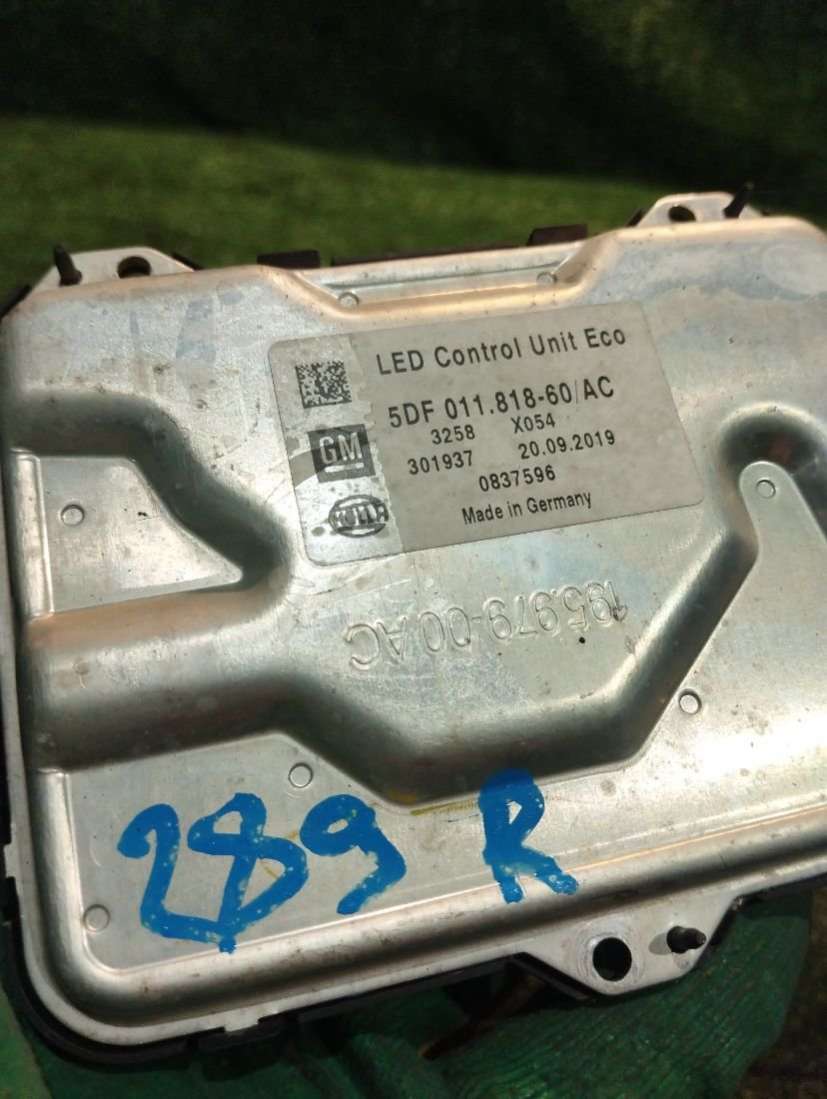 LED Control Unit Eco
5DF 011.818-60/AC
3258 X054
GM
301937 20.09.2019
0837596
HELLA
Made in Germany
195.979-00 AC
289 R